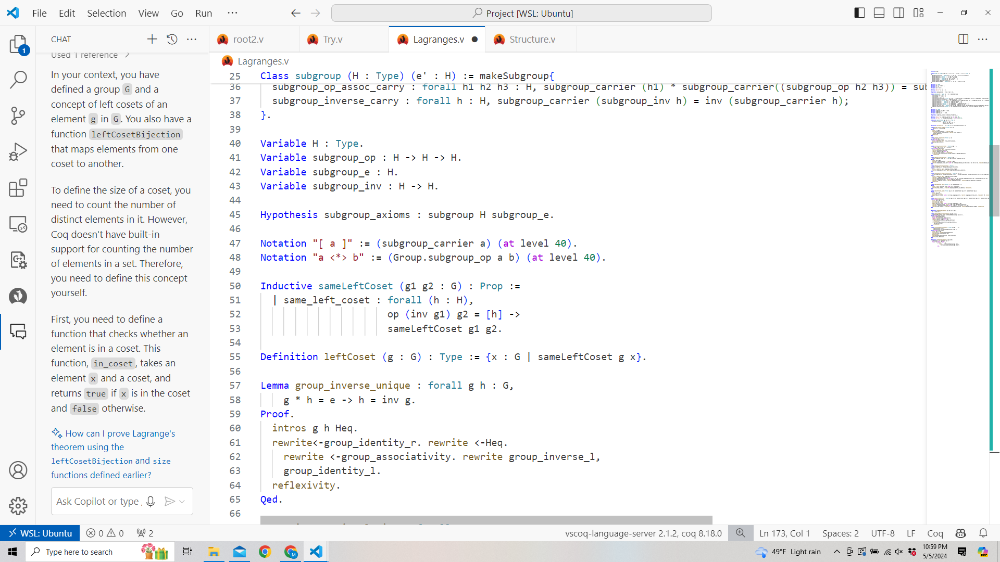 File Edit Selection View Go Run ···
Project [WSL: Ubuntu]
CHAT
1
Used 1 reference >
In your context, you have
defined a group G and a
concept of left cosets of an
element g in G. You also have a
function leftCosetBijection
that maps elements from one
coset to another.
To define the size of a coset, you
need to count the number of
distinct elements in it. However,
Coq doesn't have built-in
support for counting the number
of elements in a set. Therefore,
you need to define this concept
yourself.
First, you need to define a
function that checks whether an
element is in a coset. This
function, in_coset, takes an
element x and a coset, and
returns true if x is in the coset
and false otherwise.
How can I prove Lagrange's
theorem using the
leftCosetBijection and size
functions defined earlier?
Ask Copilot or type /
root2.v Try.v Lagranges.v ● Structure.v
Lagranges.v
25 Class subgroup (H : Type) (e' : H) := makeSubgroup{
36 subgroup_op_assoc_carry : forall h1 h2 h3 : H, subgroup_carrier (h1) * subgroup_carrier((subgroup_op h2 h3)) = sub
37 subgroup_inverse_carry : forall h : H, subgroup_carrier (subgroup_inv h) = inv (subgroup_carrier h);
38 }.
39
40 Variable H : Type.
41 Variable subgroup_op : H -> H -> H.
42 Variable subgroup_e : H.
43 Variable subgroup_inv : H -> H.
44
45 Hypothesis subgroup_axioms : subgroup H subgroup_e.
46
47 Notation "[ a ]" := (subgroup_carrier a) (at level 40).
48 Notation "a <*> b" := (Group.subgroup_op a b) (at level 40).
49
50 Inductive sameLeftCoset (g1 g2 : G) : Prop :=
51 | same_left_coset : forall (h : H),
52 op (inv g1) g2 = [h] ->
53 sameLeftCoset g1 g2.
54
55 Definition leftCoset (g : G) : Type := {x : G | sameLeftCoset g x}.
56
57 Lemma group_inverse_unique : forall g h : G,
58 g * h = e -> h = inv g.
59 Proof.
60 intros g h Heq.
61 rewrite<-group_identity_r. rewrite <-Heq.
62 rewrite <-group_associativity. rewrite group_inverse_l,
63 group_identity_l.
64 reflexivity.
65 Qed.
66
WSL: Ubuntu 0 0 2
vscoq-language-server 2.1.2, coq 8.18.0 Ln 173, Col 1 Spaces: 2 UTF-8 LF Coq
Type here to search
49°F Light rain
10:59 PM
5/5/2024